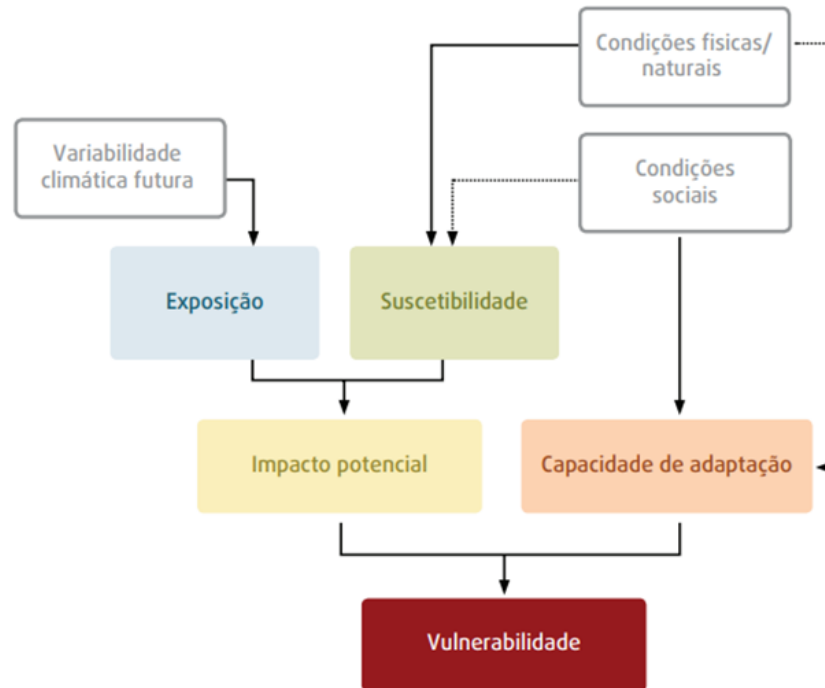 Condições fisicas/
naturais
Variabilidade
climática futura
Condições
sociais
Exposição
Suscetibilidade
Impacto potencial
Capacidade de adaptação
Vulnerabilidade